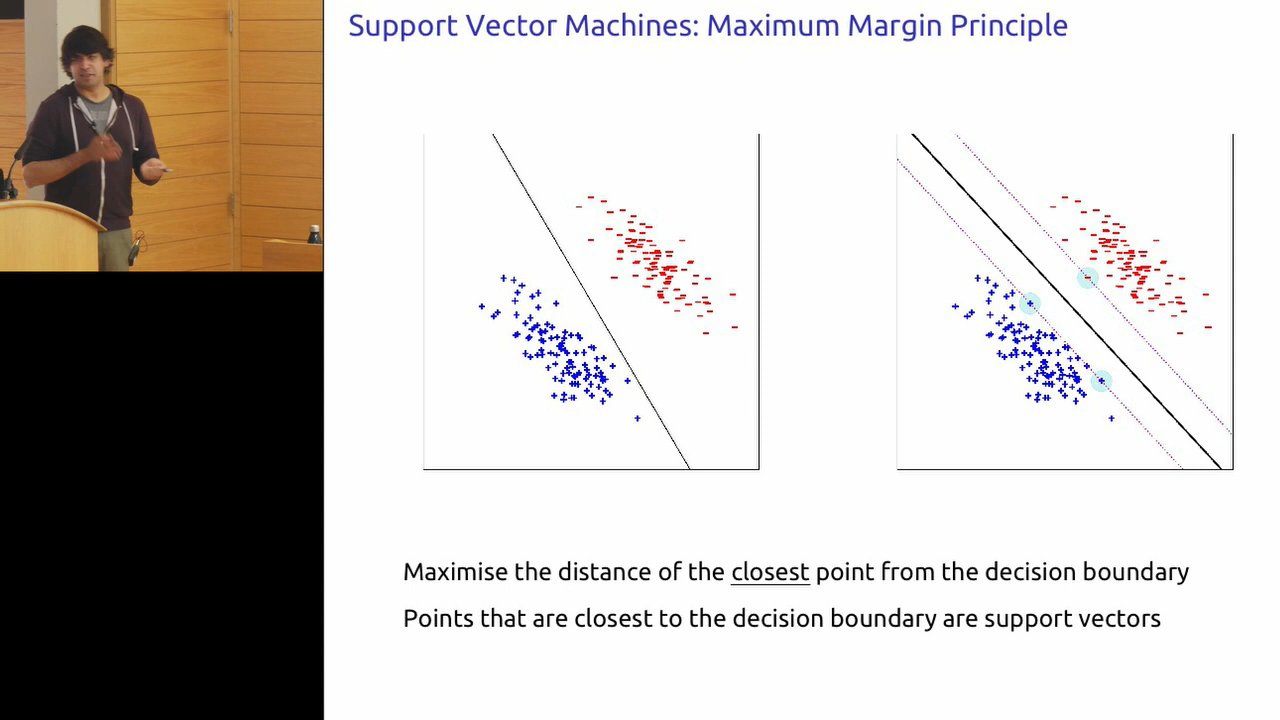 Support Vector Machines: Maximum Margin Principle
Maximise the distance of the closest point from the decision boundary
Points that are closest to the decision boundary are support vectors